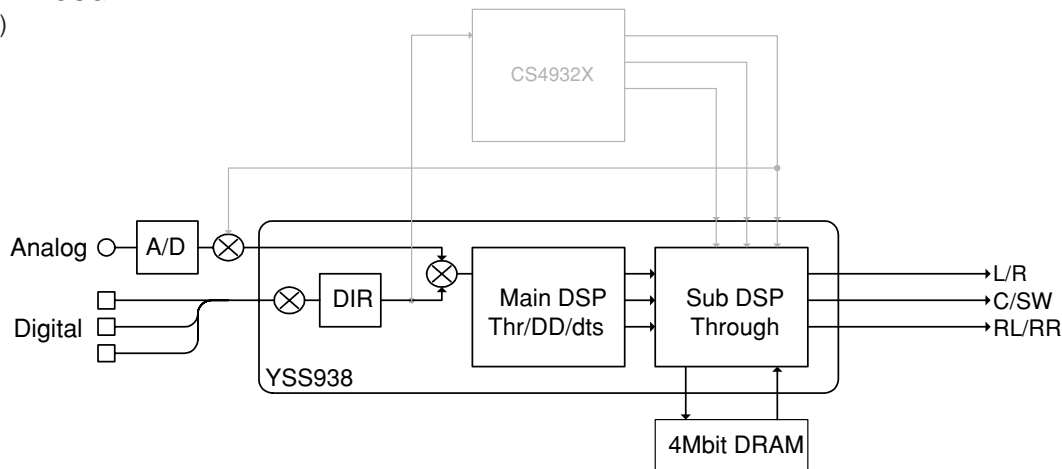 )
CS4932X
Analog
A/D
DIR
Main DSP
Thr/DD/dts
Sub DSP
Through
L/R
C/SW
RL/RR
Digital
YSS938
4Mbit DRAM